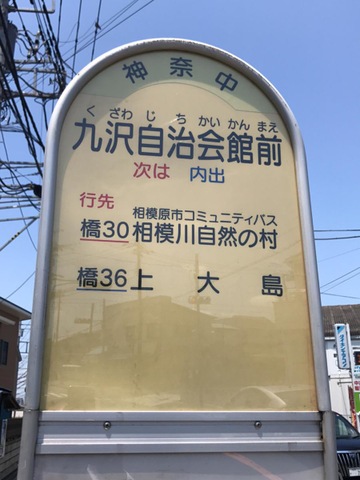 神奈中
くざわじちかいかんまえ
九沢自治会館前
次は 内出
行先
相模原市コミュニティバス
橋30 相模川自然の村
橋36 上大島